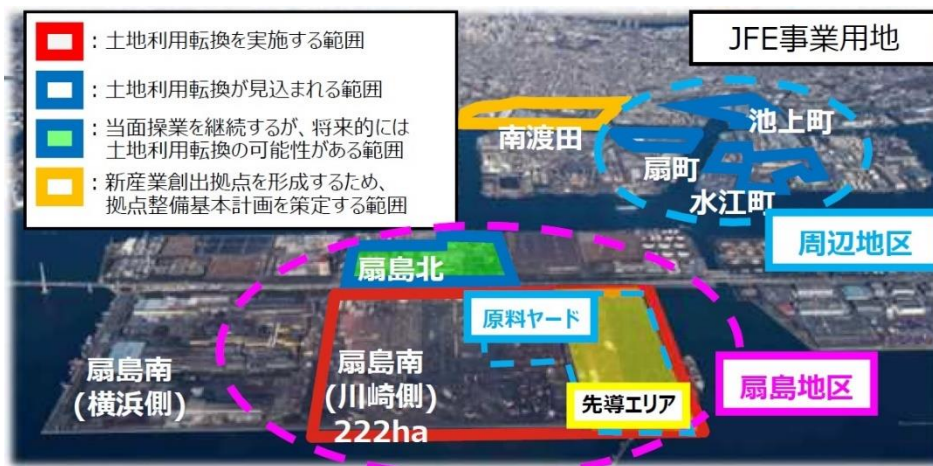 ：土地利用転換を実施する範囲
：土地利用転換が見込まれる範囲
：当面操業を継続するが、将来的には
土地利用転換の可能性がある範囲
：新産業創出拠点を形成するため、
拠点整備基本計画を策定する範囲
JFE事業用地
南渡田
池上町
扇町
水江町
周辺地区
扇島北
原料ヤード
扇島南
(横浜側)
扇島南
(川崎側)
222ha
先導エリア
扇島地区